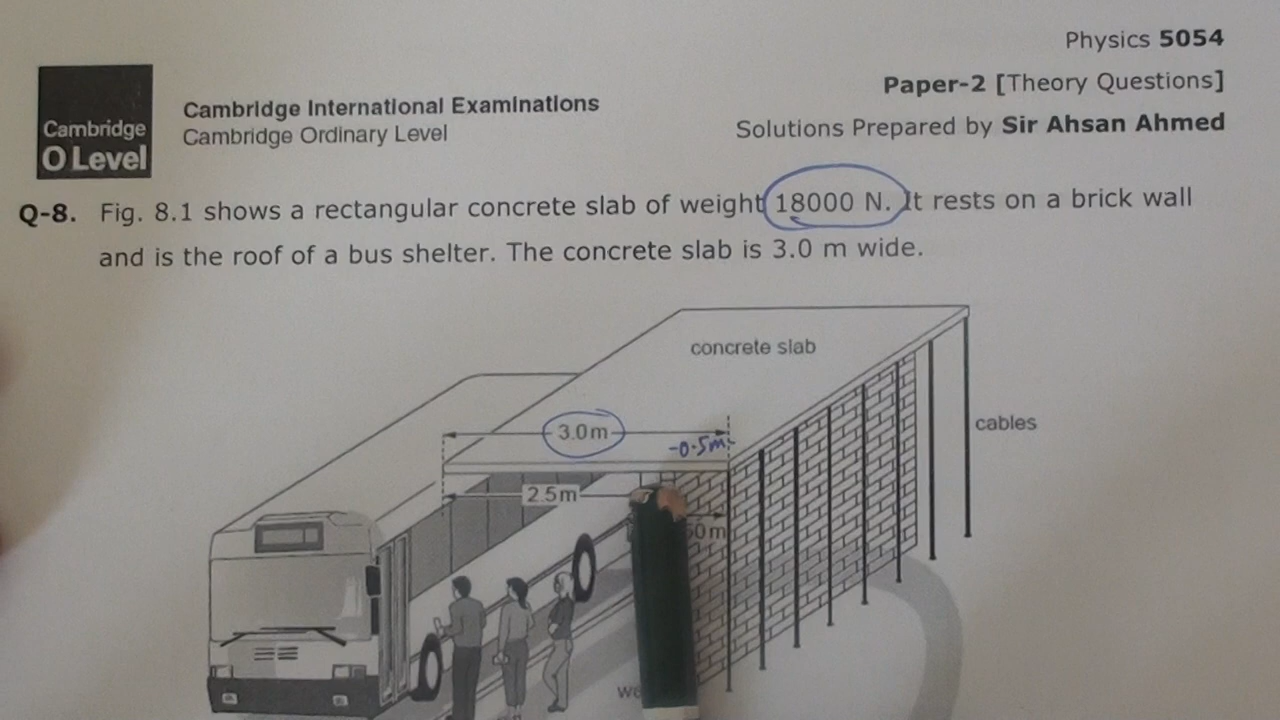 Physics 5054
Paper-2 [Theory Questions]
Solutions Prepared by Sir Ahsan Ahmed
Cambridge
O Level
Cambridge International Examinations
Cambridge Ordinary Level
Q-8. Fig. 8.1 shows a rectangular concrete slab of weight 18000 N. It rests on a brick wall
and is the roof of a bus shelter. The concrete slab is 3.0 m wide.
concrete slab
cables
3.0 m
0.5m
2.5 m